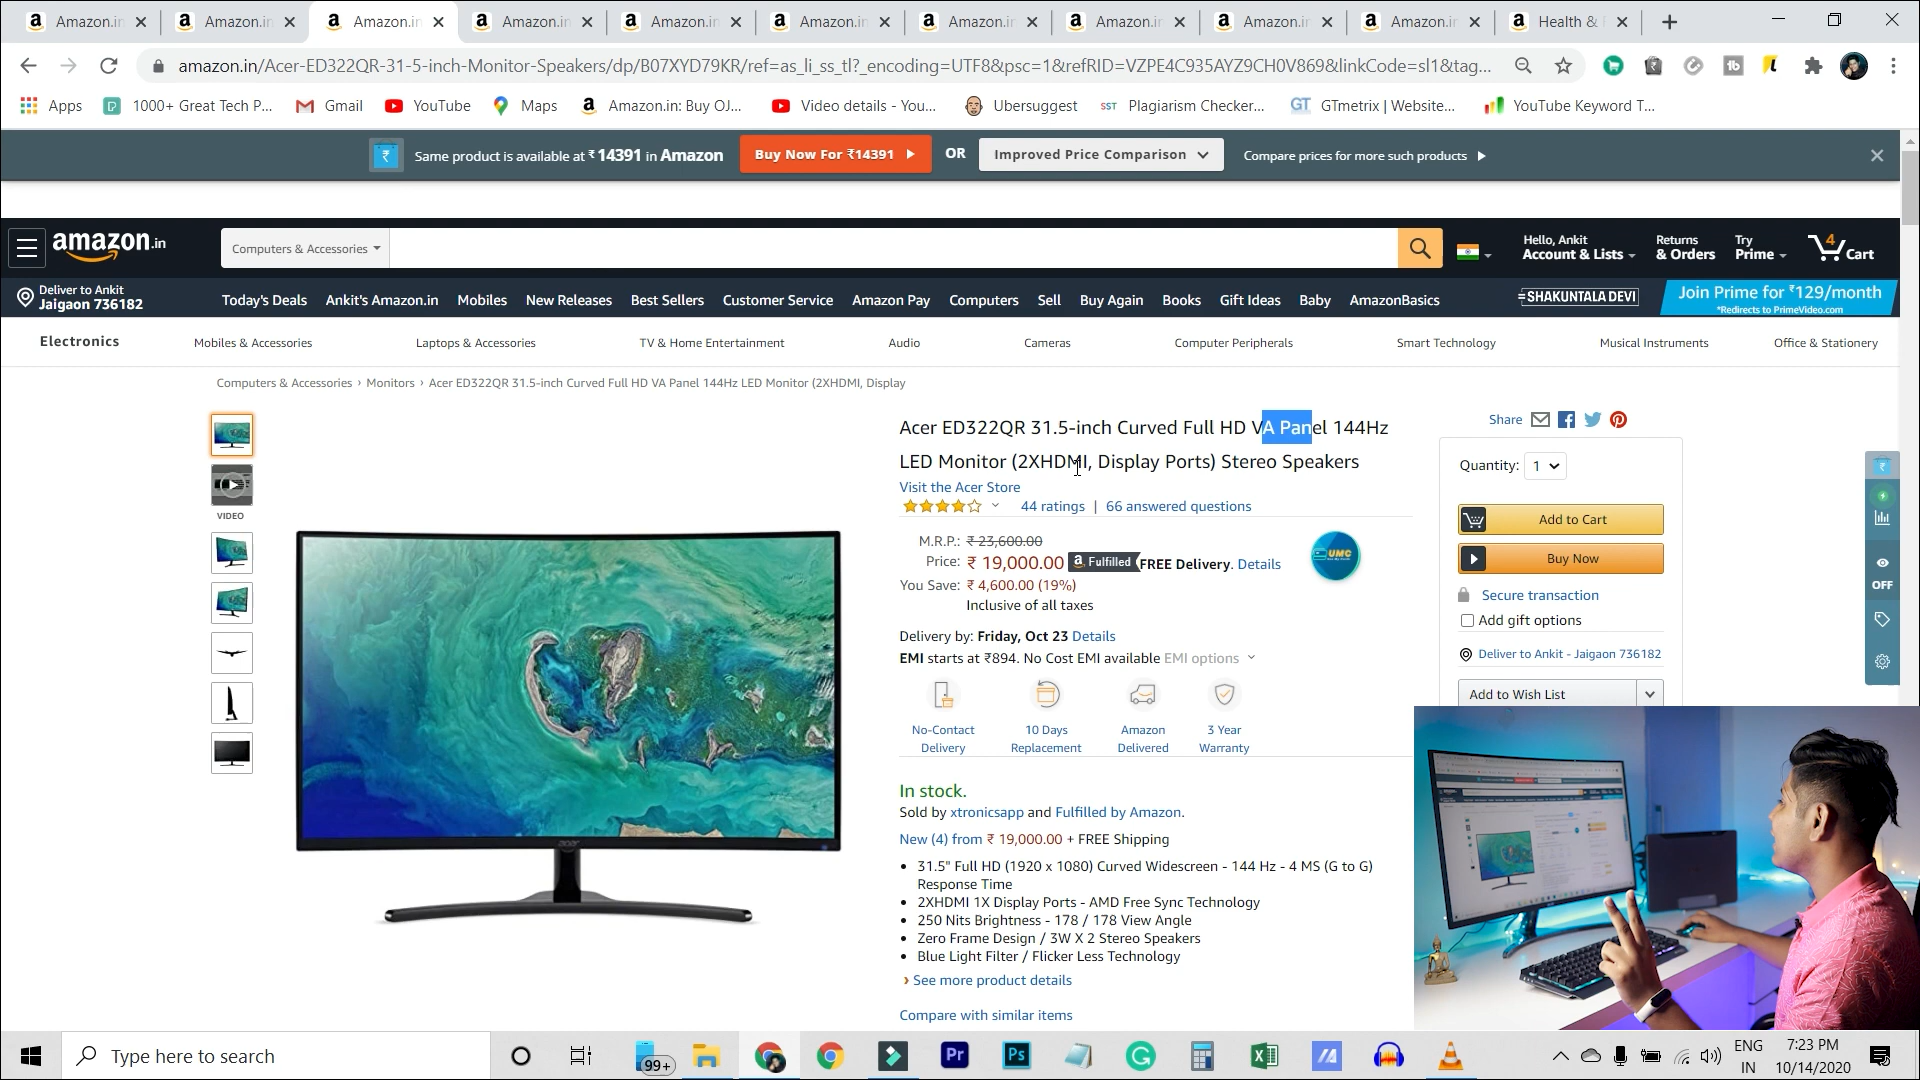 Amazon.in
Amazon.in
Amazon.in
Amazon.in
Amazon.in
Amazon.in
Amazon.in
Amazon.in
Amazon.in
Amazon.in
Health &
amazon.in/Acer-ED322QR-31-5-inch-Monitor-Speakers/dp/B07XYD79KR/ref=as_li_ss_tl?_encoding=UTF8&psc=1&refRID=VZPE4C935AYZ9CH0V869&linkCode=sl1&tag...
Apps
1000+ Great Tech P...
Gmail
YouTube
Maps
Amazon.in: Buy OJ...
Video details - You...
Ubersuggest
SST Plagiarism Checker...
GT GTmetrix | Website...
YouTube Keyword T...
Same product is available at ₹ 14391 in Amazon
Buy Now For ₹14391
OR
Improved Price Comparison
Compare prices for more such products
amazon.in
Computers & Accessories
Hello, Ankit
Account & Lists
Returns
& Orders
Try
Prime
4
Cart
Deliver to Ankit
Jaigaon 736182
Today's Deals
Ankit's Amazon.in
Mobiles
New Releases
Best Sellers
Customer Service
Amazon Pay
Computers
Sell
Buy Again
Books
Gift Ideas
Baby
AmazonBasics
SHAKUNTALA DEVI
Join Prime for ₹129/month
*Redirects to PrimeVideo.com
Electronics
Mobiles & Accessories
Laptops & Accessories
TV & Home Entertainment
Audio
Cameras
Computer Peripherals
Smart Technology
Musical Instruments
Office & Stationery
Computers & Accessories › Monitors › Acer ED322QR 31.5-inch Curved Full HD VA Panel 144Hz LED Monitor (2XHDMI, Display
VIDEO
acer
Acer ED322QR 31.5-inch Curved Full HD VA Panel 144Hz
LED Monitor (2XHDMI, Display Ports) Stereo Speakers
Visit the Acer Store
44 ratings | 66 answered questions
M.R.P.: ₹ 23,600.00
Price: ₹ 19,000.00 a Fulfilled FREE Delivery. Details
You Save: ₹ 4,600.00 (19%)
Inclusive of all taxes
UMC
Delivery by: Friday, Oct 23 Details
EMI starts at ₹894. No Cost EMI available EMI options
No-Contact
Delivery
10 Days
Replacement
Amazon
Delivered
3 Year
Warranty
In stock.
Sold by xtronicsapp and Fulfilled by Amazon.
New (4) from ₹ 19,000.00 + FREE Shipping
• 31.5" Full HD (1920 x 1080) Curved Widescreen - 144 Hz - 4 MS (G to G)
Response Time
• 2XHDMI 1X Display Ports - AMD Free Sync Technology
• 250 Nits Brightness - 178 / 178 View Angle
• Zero Frame Design / 3W X 2 Stereo Speakers
• Blue Light Filter / Flicker Less Technology
› See more product details
Compare with similar items
Share
Quantity: 1
Add to Cart
Buy Now
Secure transaction
Add gift options
Deliver to Ankit - Jaigaon 736182
Add to Wish List
OFF
Type here to search
99+
Pr
Ps
ENG
IN
7:23 PM
10/14/2020